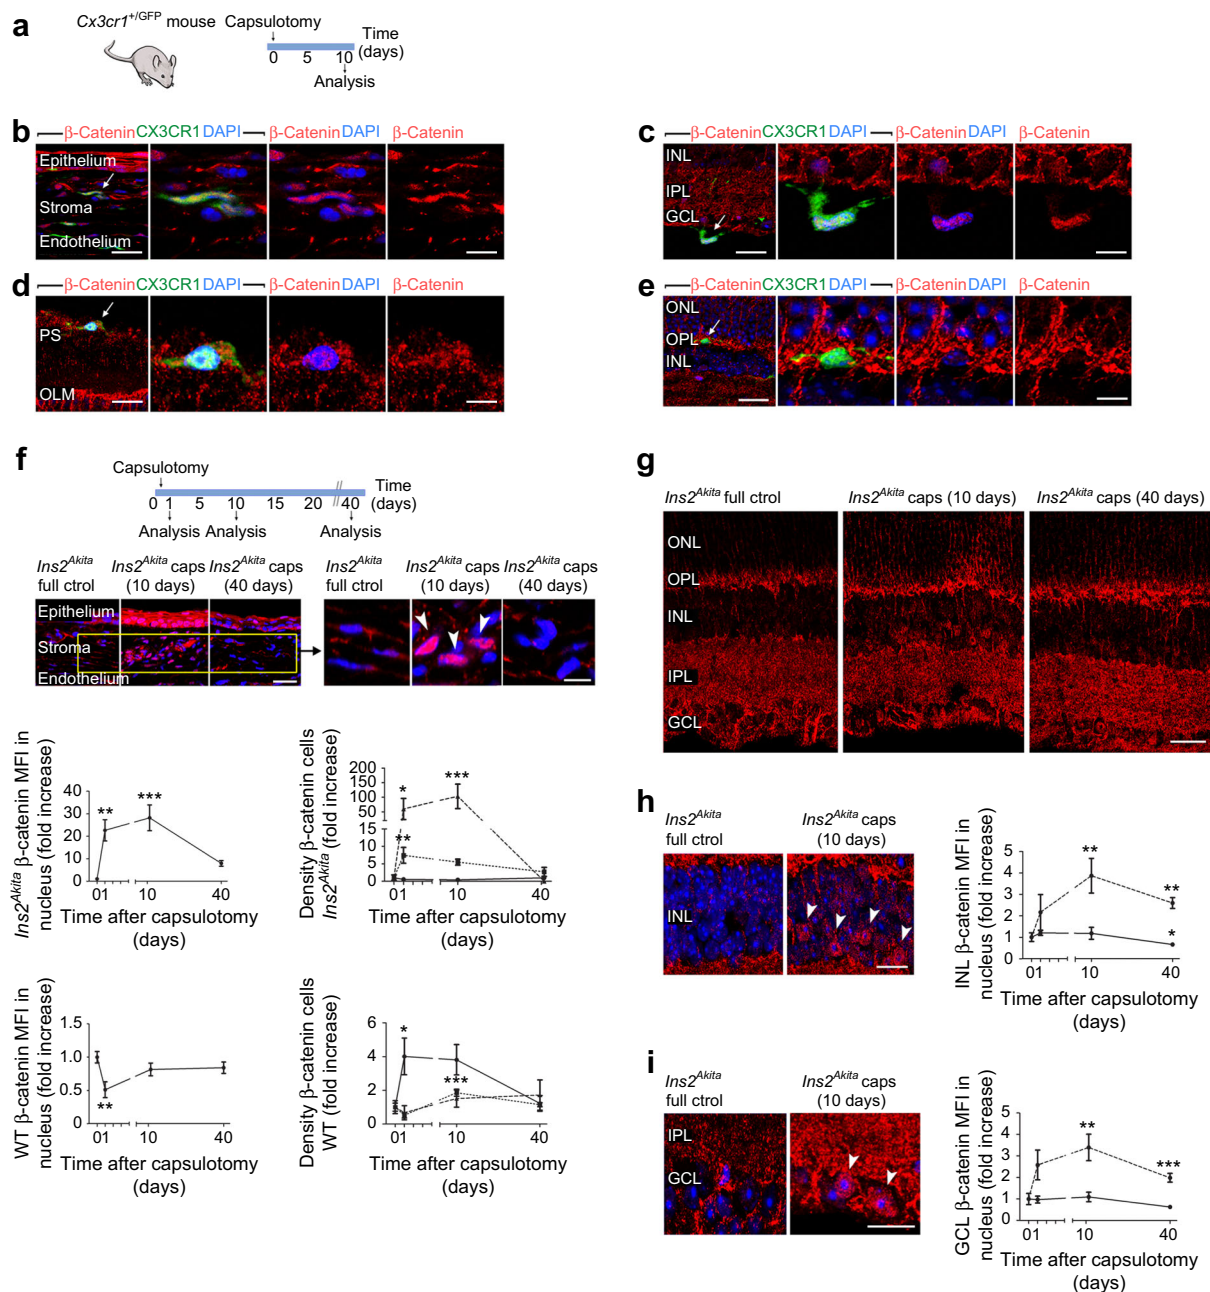 a
Cx3cr1+/GFP mouse
Capsulotomy
Time
(days)
0 5 10
Analysis
b
β-Catenin CX3CR1 DAPI β-Catenin DAPI β-Catenin
Epithelium
Stroma
Endothelium
c
β-Catenin CX3CR1 DAPI β-Catenin DAPI β-Catenin
INL
IPL
GCL
d
β-Catenin CX3CR1 DAPI β-Catenin DAPI β-Catenin
PS
OLM
e
β-Catenin CX3CR1 DAPI β-Catenin DAPI β-Catenin
ONL
OPL
INL
f
Capsulotomy
Time
(days)
0 1 5 10 15 20 40
Analysis Analysis Analysis
Ins2Akita full ctrol
Ins2Akita caps (10 days)
Ins2Akita caps (40 days)
Ins2Akita full ctrol
Ins2Akita caps (10 days)
Ins2Akita caps (40 days)
Epithelium
Stroma
Endothelium
Ins2Akita β-catenin MFI in
nucleus (fold increase)
40
30
20
10
0
** ***
01 10 40
Time after capsulotomy
(days)
Density β-catenin cells
Ins2Akita (fold increase)
200
150
100
50
15
10
5
0
* ***
**
01 10 40
Time after capsulotomy
(days)
WT β-catenin MFI in
nucleus (fold increase)
1.5
1.0
0.5
0
**
01 10 40
Time after capsulotomy
(days)
Density β-catenin cells
WT (fold increase)
6
4
2
0
*
***
01 10 40
Time after capsulotomy
(days)
g
Ins2Akita full ctrol
Ins2Akita caps (10 days)
Ins2Akita caps (40 days)
ONL
OPL
INL
IPL
GCL
h
Ins2Akita
full ctrol
Ins2Akita caps
(10 days)
INL
INL β-catenin MFI in
nucleus (fold increase)
5
4
3
2
1
0
**
**
*
01 10 40
Time after capsulotomy
(days)
i
Ins2Akita
full ctrol
Ins2Akita caps
(10 days)
IPL
GCL
GCL β-catenin MFI in
nucleus (fold increase)
5
4
3
2
1
0
**
***
01 10 40
Time after capsulotomy
(days)